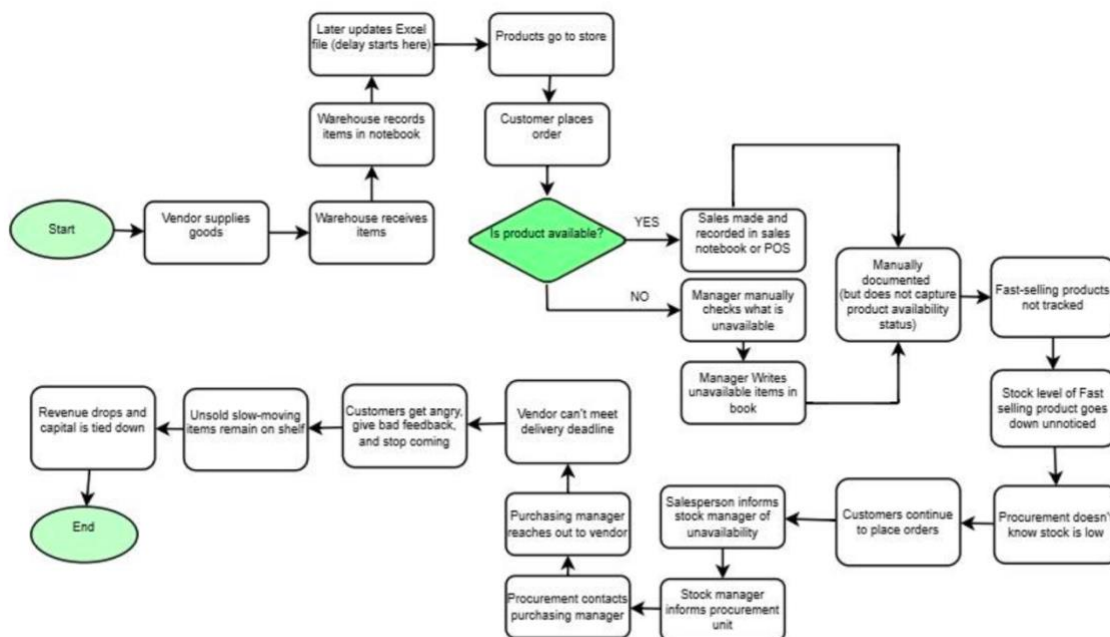 Start
Vendor supplies
goods
Warehouse receives
items
Warehouse records
items in notebook
Later updates Excel
file (delay starts here)
Products go to store
Customer places
order
Is product available?
YES
Sales made and
recorded in sales
notebook or POS
NO
Manager manually
checks what is
unavailable
Manager Writes
unavailable items in
book
Manually
documented
(but does not capture
product availability
status)
Fast-selling products
not tracked
Stock level of Fast
selling product goes
down unnoticed
Procurement doesn't
know stock is low
Customers continue
to place orders
Salesperson informs
stock manager of
unavailability
Stock manager
informs procurement
unit
Procurement contacts
purchasing manager
Purchasing manager
reaches out to vendor
Vendor can't meet
delivery deadline
Customers get angry,
give bad feedback,
and stop coming
Unsold slow-moving
items remain on shelf
Revenue drops and
capital is tied down
End